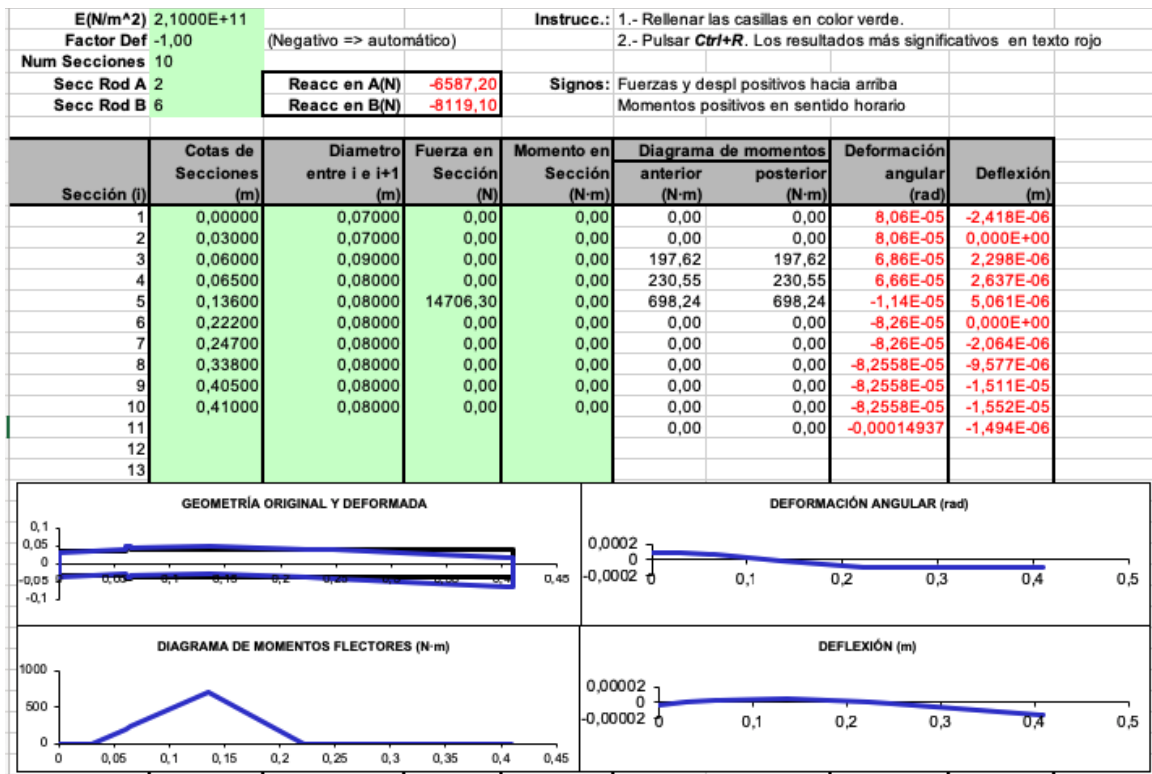 E(N/m^2) 2,1000E+11 Instrucc.: 1.- Rellenar las casillas en color verde.
Factor Def -1,00 (Negativo => automático) 2.- Pulsar Ctrl+R. Los resultados más significativos en texto rojo
Num Secciones 10
Secc Rod A 2 Reacc en A(N) -6587,20 Signos: Fuerzas y despl positivos hacia arriba
Secc Rod B 6 Reacc en B(N) -8119,10 Momentos positivos en sentido horario
Cotas de Diametro Fuerza en Momento en Diagrama de momentos Deformación
Secciones entre i e i+1 Sección Sección anterior posterior angular Deflexión
Sección (i) (m) (m) (N) (N·m) (N·m) (N·m) (rad) (m)
1 0,00000 0,07000 0,00 0,00 0,00 0,00 8,06E-05 -2,418E-06
2 0,03000 0,07000 0,00 0,00 0,00 0,00 8,06E-05 0,000E+00
3 0,06000 0,09000 0,00 0,00 197,62 197,62 6,86E-05 2,298E-06
4 0,06500 0,08000 0,00 0,00 230,55 230,55 6,66E-05 2,637E-06
5 0,13600 0,08000 14706,30 0,00 698,24 698,24 -1,14E-05 5,061E-06
6 0,22200 0,08000 0,00 0,00 0,00 0,00 -8,26E-05 0,000E+00
7 0,24700 0,08000 0,00 0,00 0,00 0,00 -8,26E-05 -2,064E-06
8 0,33800 0,08000 0,00 0,00 0,00 0,00 -8,2558E-05 -9,577E-06
9 0,40500 0,08000 0,00 0,00 0,00 0,00 -8,2558E-05 -1,511E-05
10 0,41000 0,08000 0,00 0,00 0,00 0,00 -8,2558E-05 -1,552E-05
11 0,00 0,00 -0,00014937 -1,494E-06
12
13
GEOMETRÍA ORIGINAL Y DEFORMADA
0,1
0,05
0
-0,05
-0,1
0,1 0,15 0,2 0,25 0,45
DEFORMACIÓN ANGULAR (rad)
0,0002
0
-0,0002
0 0,1 0,2 0,3 0,4 0,5
DIAGRAMA DE MOMENTOS FLECTORES (N·m)
1000
500
0
0 0,05 0,1 0,15 0,2 0,25 0,3 0,35 0,4 0,45
DEFLEXIÓN (m)
0,00002
0
-0,00002
0 0,1 0,2 0,3 0,4 0,5